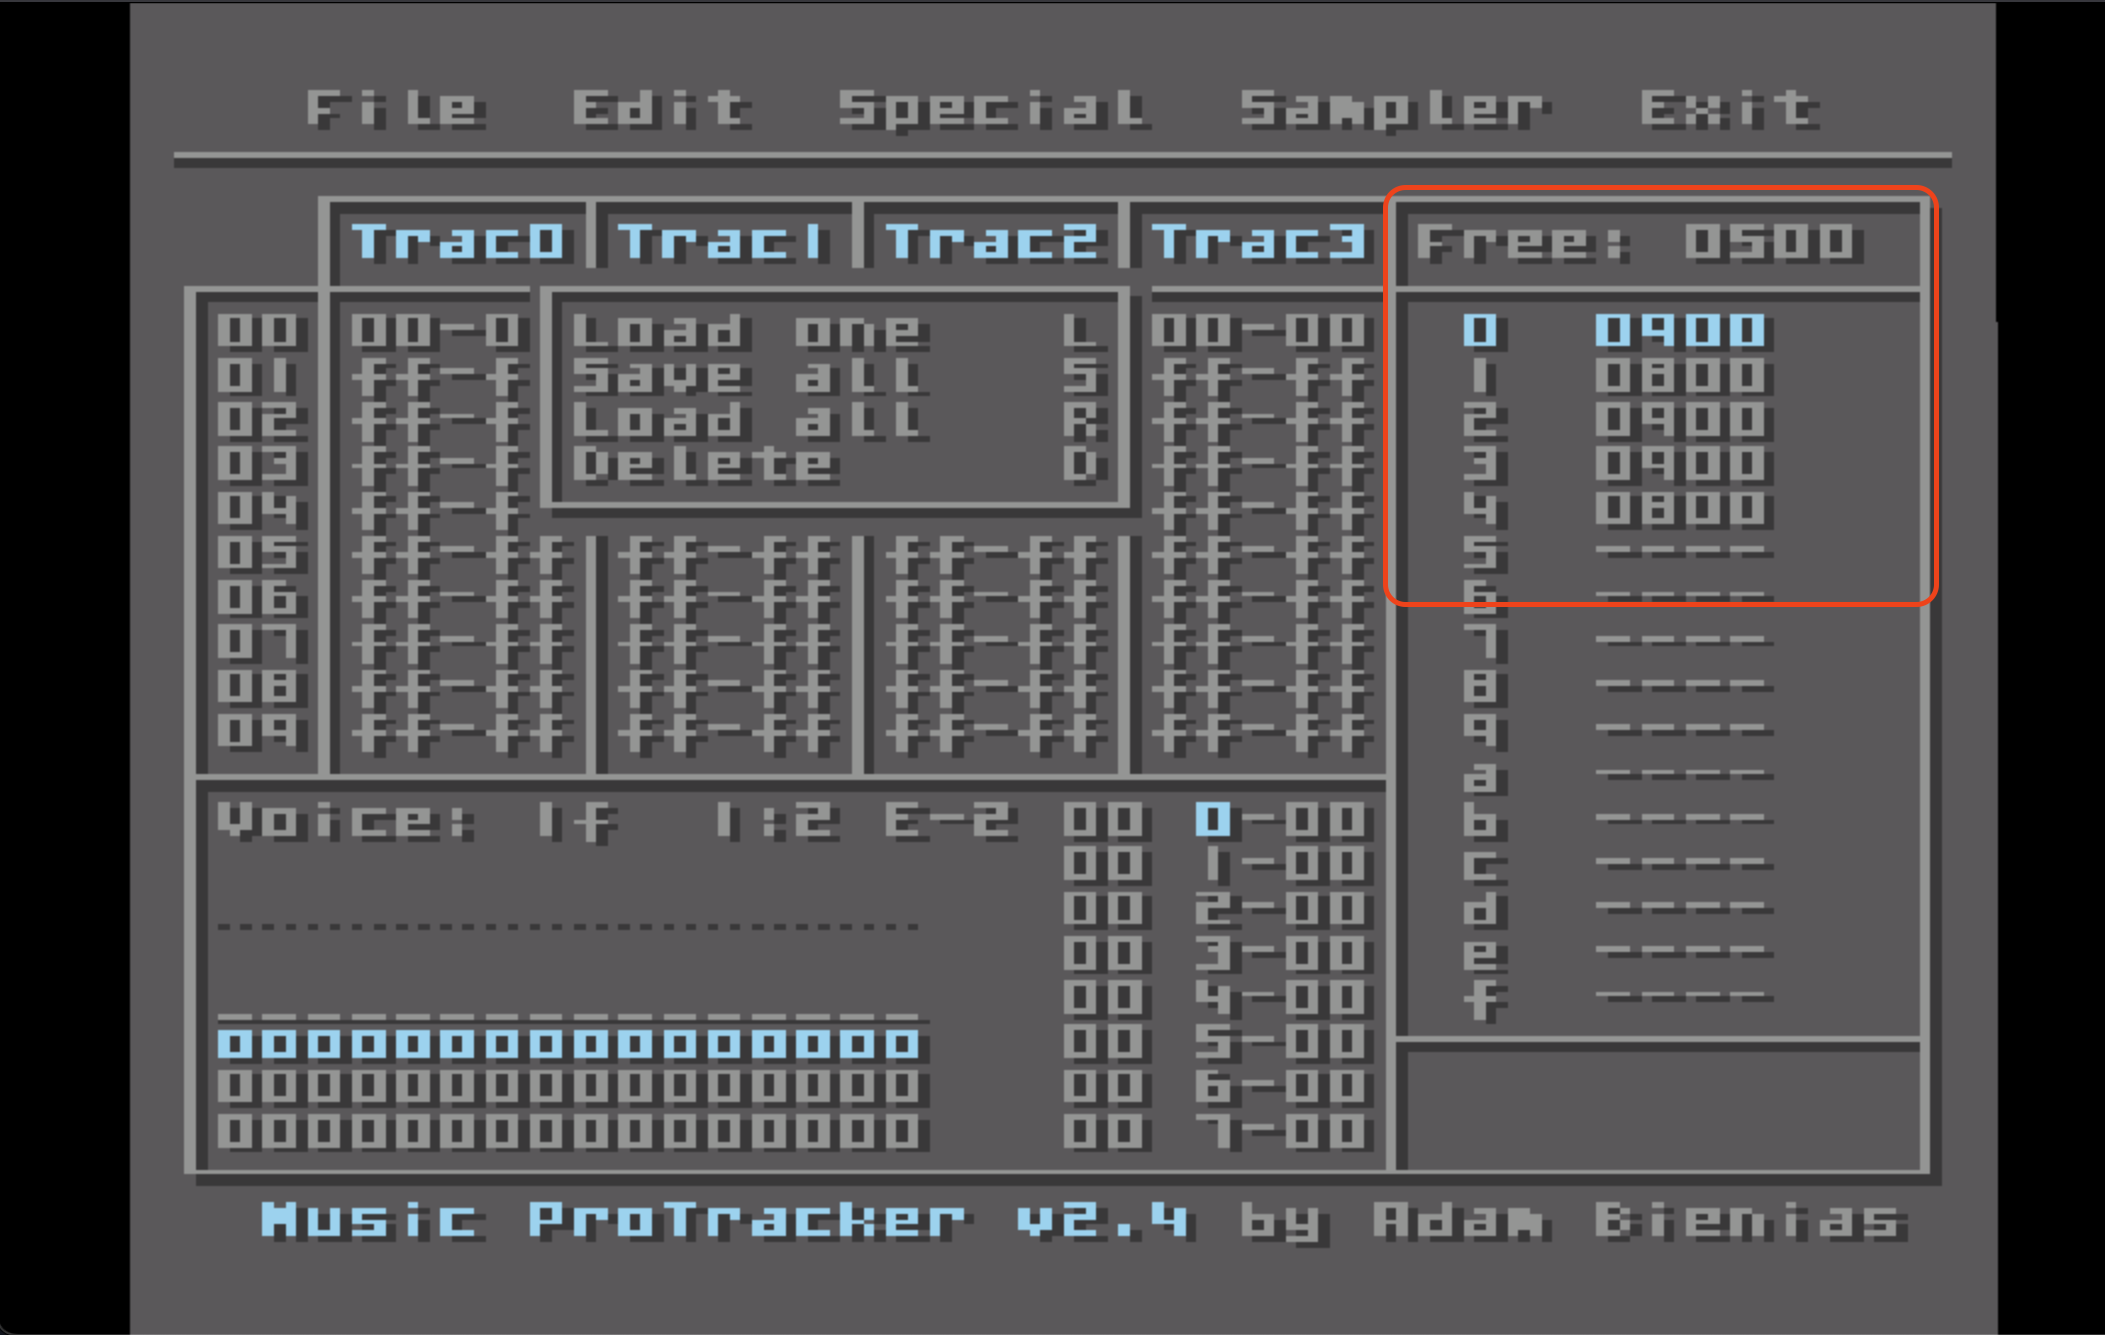 File Edit Special Sampler Exit
Trac0 Trac1 Trac2 Trac3 Free: 0500
00 00-0 Load one L 00-00 0 0900
01 ff-f Save all S ff-ff 1 0800
02 ff-f Load all R ff-ff 2 0900
03 ff-f Delete D ff-ff 3 0900
04 ff-f ff-ff 4 0800
05 ff-ff ff-ff ff-ff ff-ff 5 ----
06 ff-ff ff-ff ff-ff ff-ff 6 ----
07 ff-ff ff-ff ff-ff ff-ff 7 ----
08 ff-ff ff-ff ff-ff ff-ff 8 ----
09 ff-ff ff-ff ff-ff ff-ff 9 ----
a ----
Voice: 1f 1:2 E-2 00 0-00 b ----
00 1-00 c ----
00 2-00 d ----
00 3-00 e ----
00 4-00 f ----
0000000000000000 00 5-00
0000000000000000 00 6-00
0000000000000000 00 7-00
Music ProTracker v2.4 by Adam Bienias